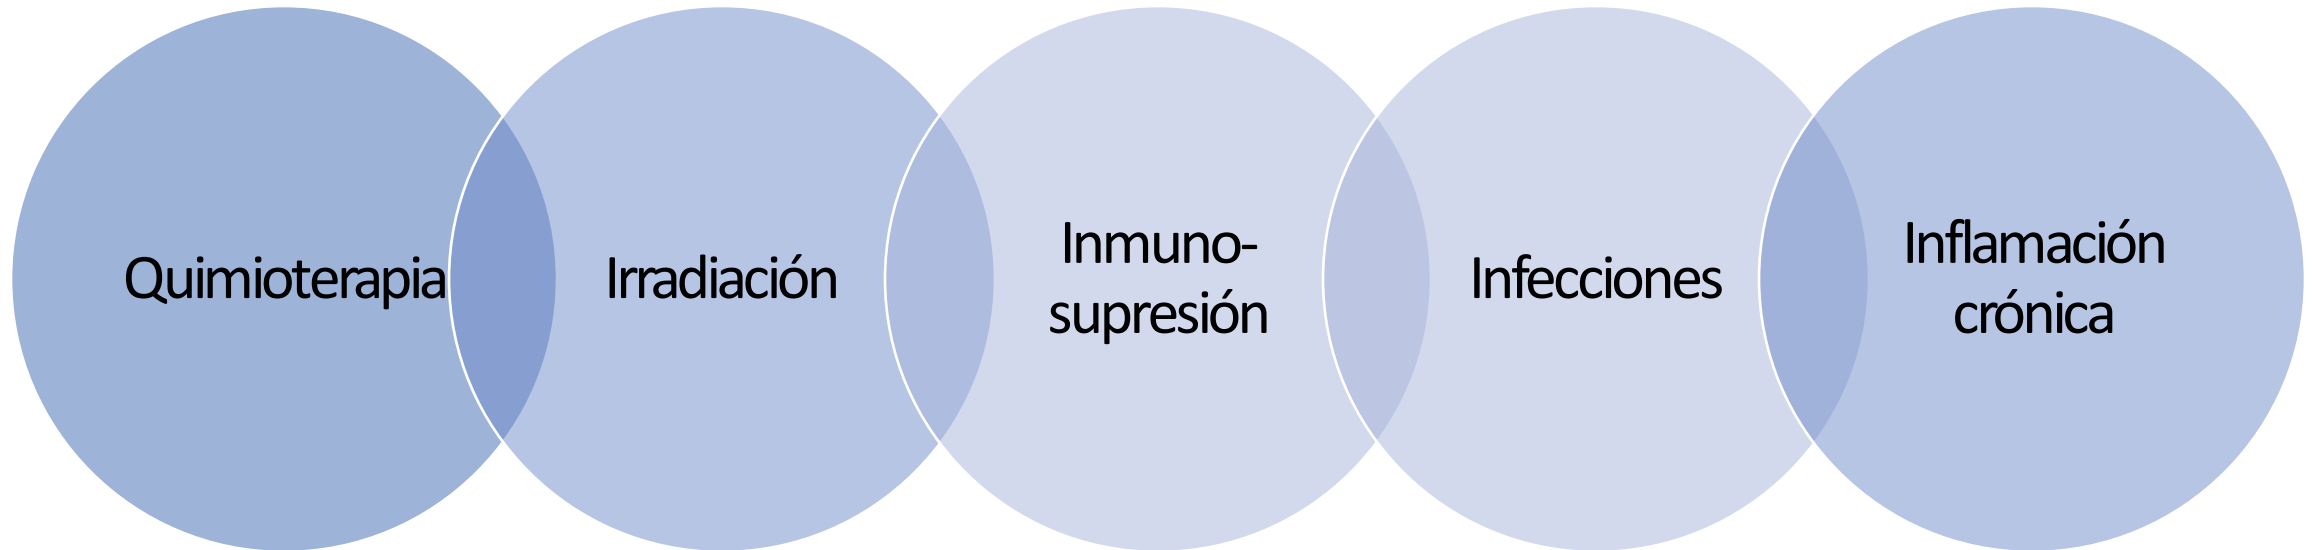 Quimioterapia
Irradiación
Inmuno-
supresión
Infecciones
Inflamación
crónica